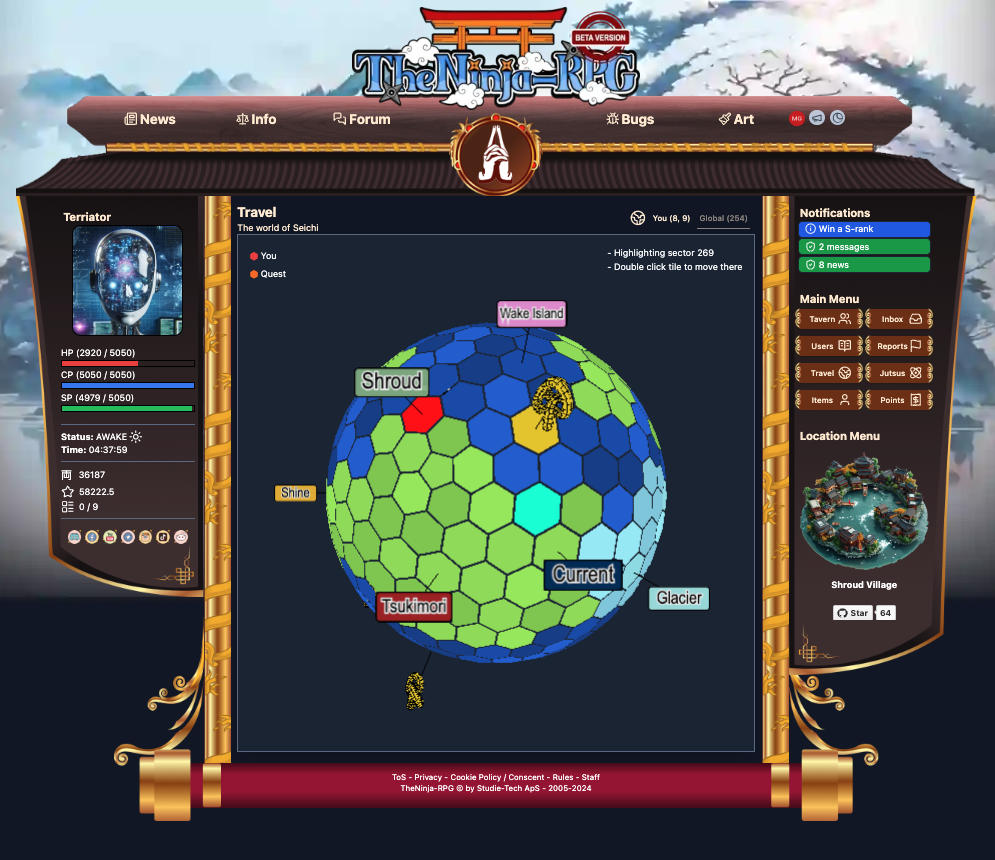 BETA VERSION
TheNinja-RPG
News
Info
Forum
Bugs
Art
MG
Terriator
HP (2920 / 5050)
CP (5050 / 5050)
SP (4979 / 5050)
Status: AWAKE
Time: 04:37:59
36187
58222.5
0 / 9
Travel
The world of Seichi
You (8, 9)
Global (254)
You
Quest
- Highlighting sector 269
- Double click tile to move there
Wake Island
Shroud
Shine
Current
Glacier
Tsukimori
Notifications
Win a S-rank
2 messages
8 news
Main Menu
Tavern
Inbox
Users
Reports
Travel
Jutsus
Items
Points
Location Menu
Shroud Village
Star
64
ToS - Privacy - Cookie Policy / Conscent - Rules - Staff
TheNinja-RPG © by Studie-Tech ApS - 2005-2024